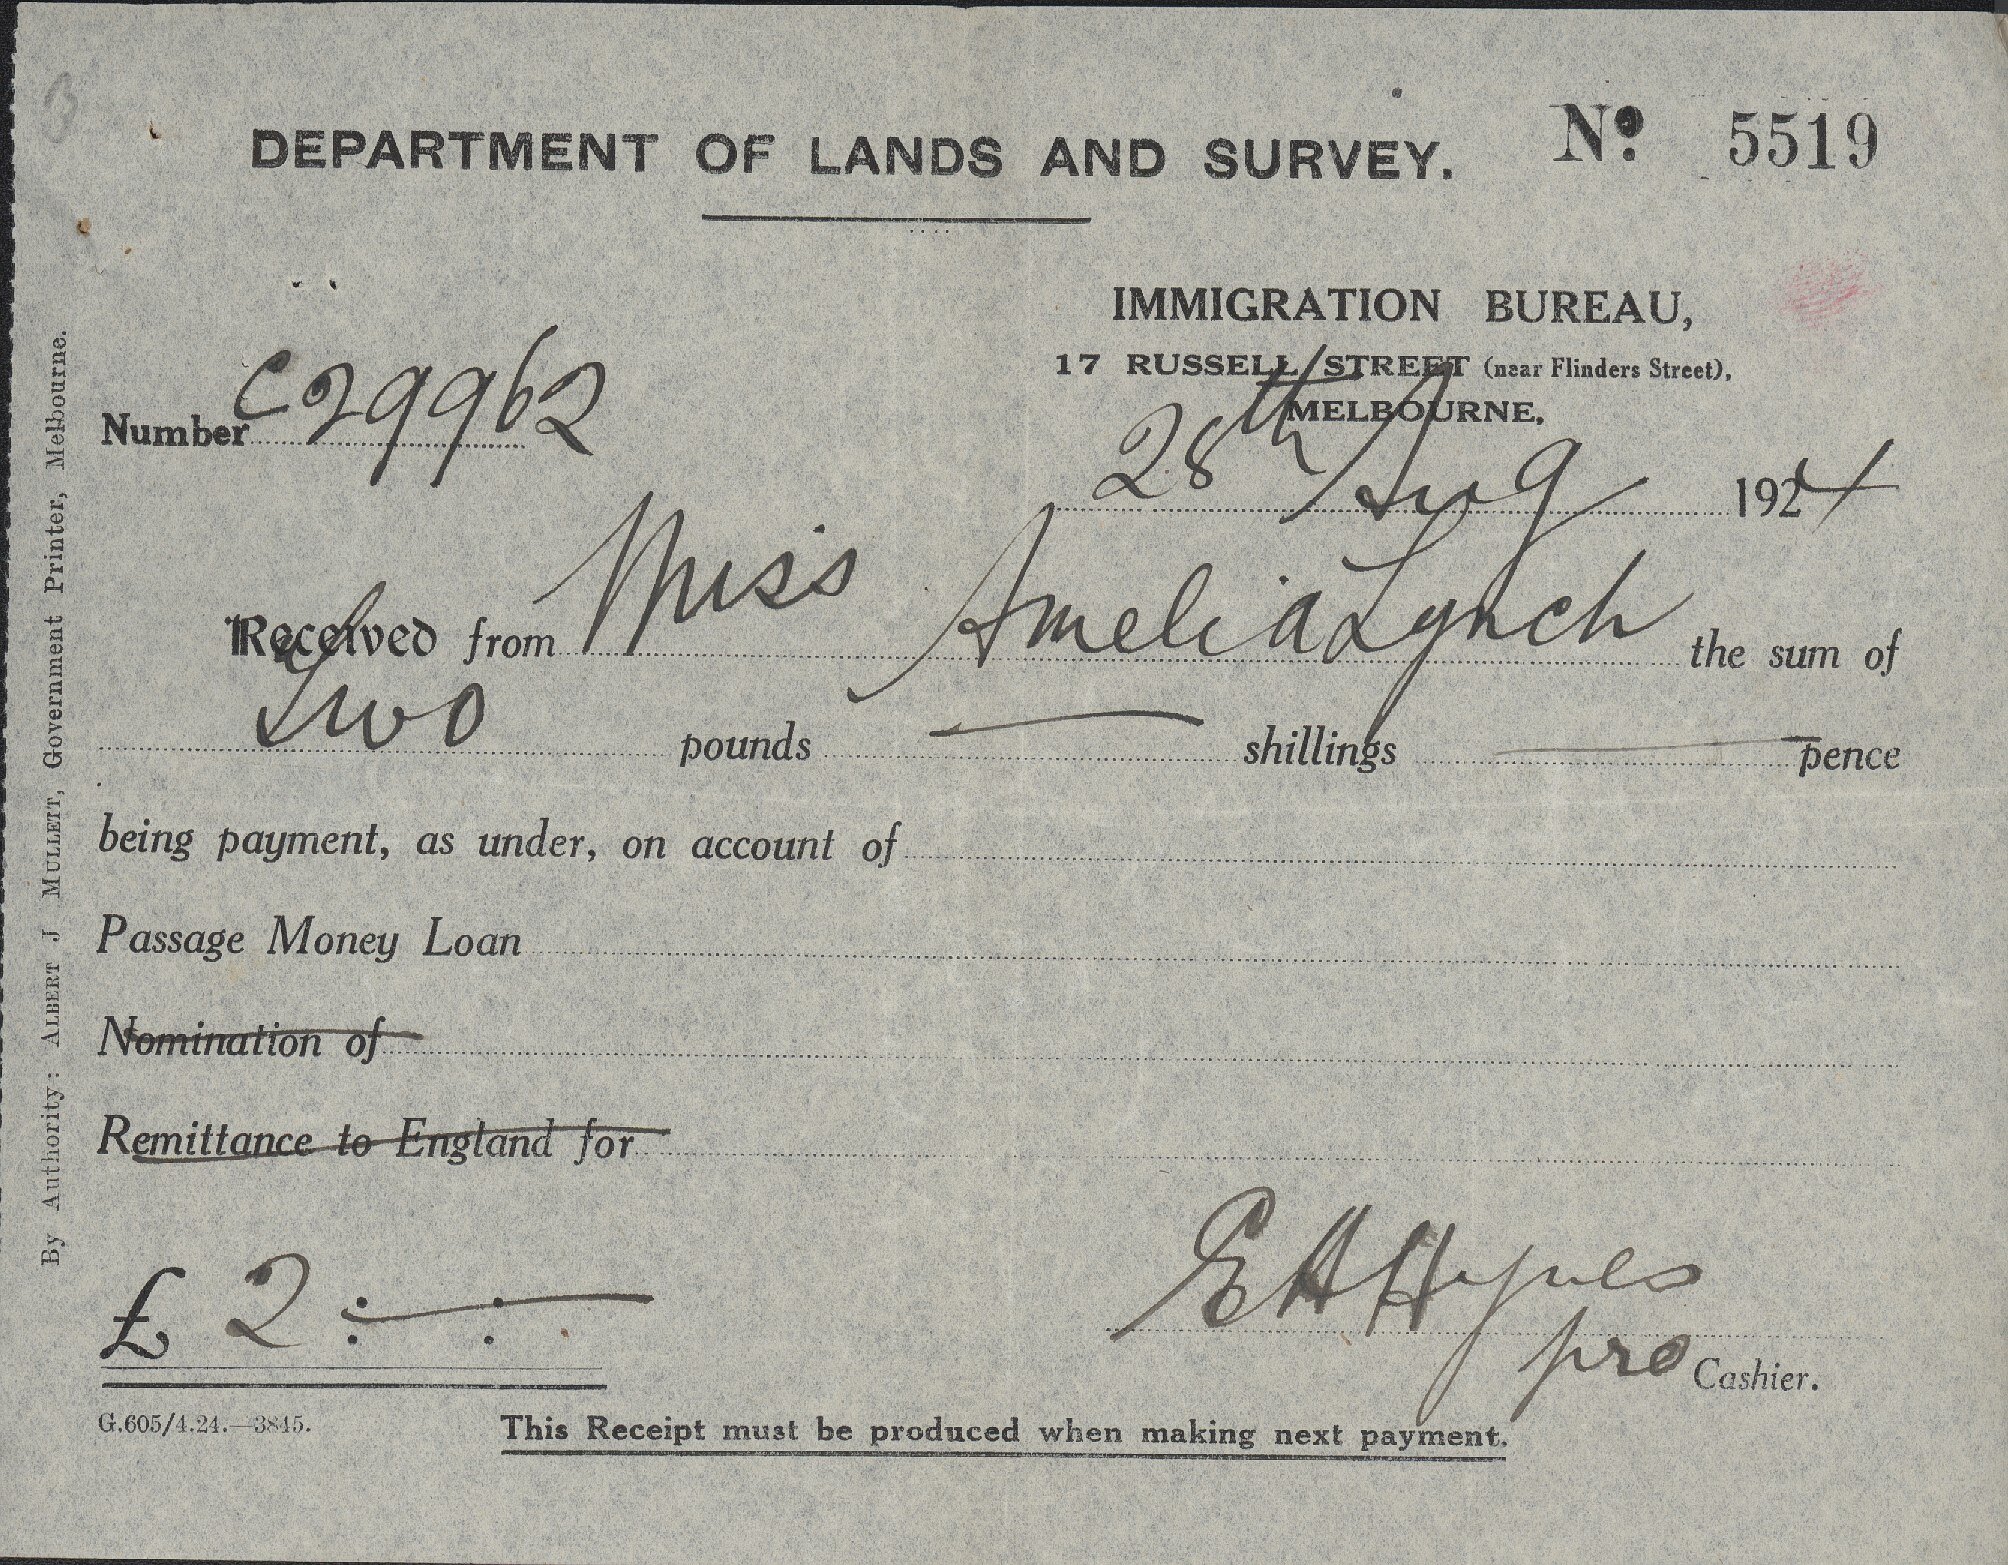 DEPARTMENT OF LANDS AND SURVEY. No. 5519
IMMIGRATION BUREAU,
17 RUSSELL STREET (near Flinders Street),
MELBOURNE.
Number C29962
28th Aug 1924
Received from Miss Amelia Lynch the sum of
Two pounds — shillings — pence
being payment, as under, on account of
Passage Money Loan
Nomination of
Remittance to England for
£ 2 : — :
E H Hynes
pro Cashier.
G.605/4.24.—3845.
This Receipt must be produced when making next payment.
By Authority: ALBERT J MULLETT, Government Printer, Melbourne.